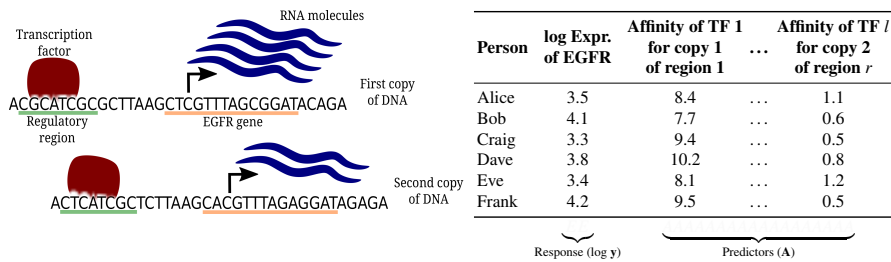 RNA molecules
Transcription
factor
ACGCATCGCGCTTAAGCTCGTTTAGCGGATACAGA
First copy
of DNA
Regulatory
region
EGFR gene
ACTCATCGCTCTTAAGCACGTTTAGAGGATAGAGA
Second copy
of DNA
Person log Expr. of EGFR Affinity of TF 1 for copy 1 of region 1 ... Affinity of TF l for copy 2 of region r
Alice 3.5 8.4 ... 1.1
Bob 4.1 7.7 ... 0.6
Craig 3.3 9.4 ... 0.5
Dave 3.8 10.2 ... 0.8
Eve 3.4 8.1 ... 1.2
Frank 4.2 9.5 ... 0.5
Response (log y) Predictors (A)